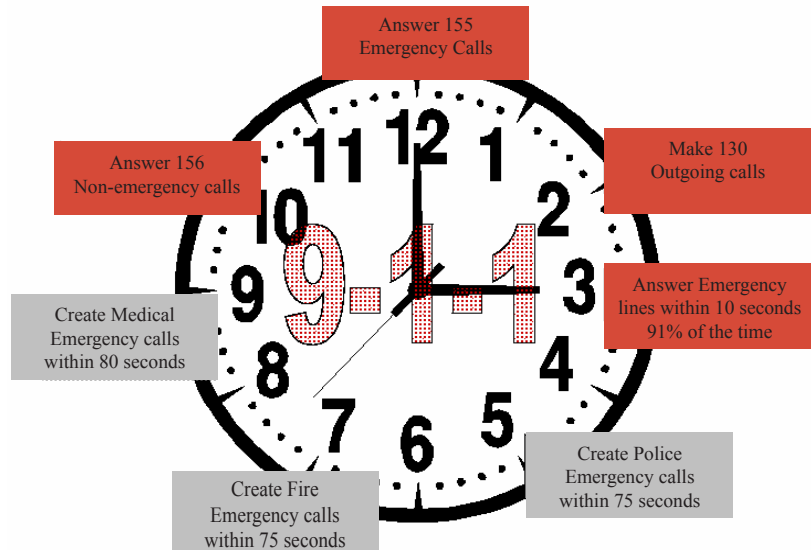 Answer 155
Emergency Calls
Answer 156
Non-emergency calls
Make 130
Outgoing calls
11
12
1
10
2
9-1-1
9
3
Answer Emergency
lines within 10 seconds
91% of the time
Create Medical
Emergency calls
within 80 seconds
8
4
7
6
5
Create Police
Emergency calls
within 75 seconds
Create Fire
Emergency calls
within 75 seconds